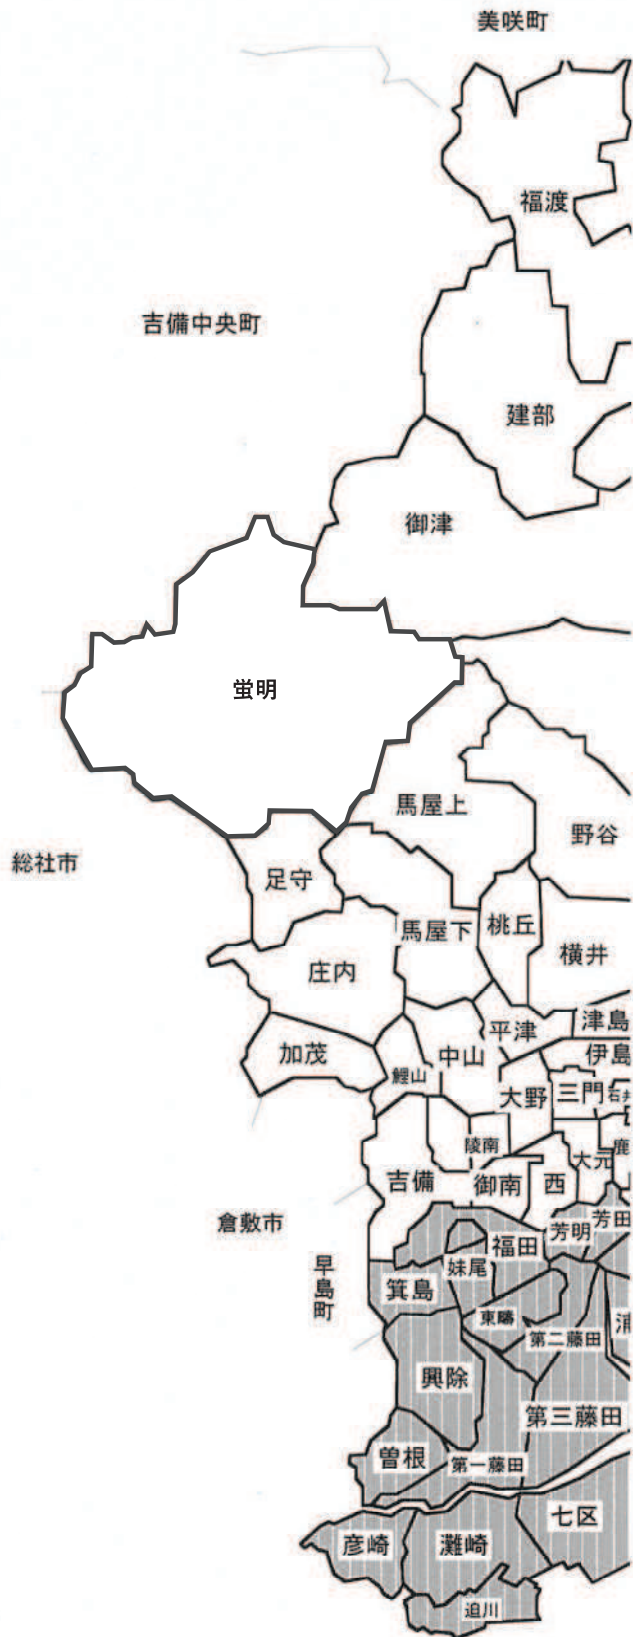 美咲町
福渡
吉備中央町
建部
御津
蛍明
馬屋上
野谷
総社市
足守
桃丘
馬屋下
横井
庄内
津島
平津
加茂
中山
伊島
鯉山
大野
三門
陵南
大元
鹿
吉備
御南
西
倉敷市
芳田
芳明
福田
妹尾
早島町
箕島
東疇
浦
第二藤田
興除
第三藤田
曽根
第一藤田
七区
彦崎
灘崎
迫川